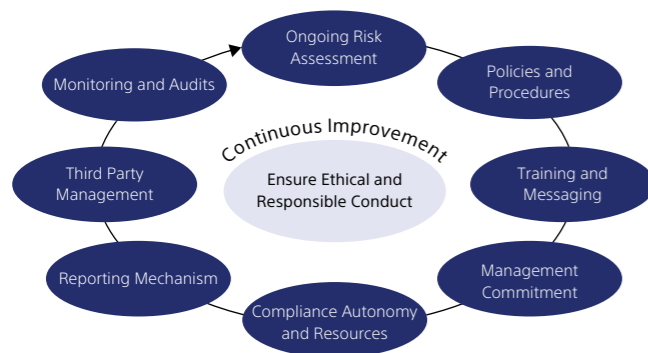 Ongoing Risk
Assessment
Policies and
Procedures
Training and
Messaging
Management
Commitment
Compliance Autonomy
and Resources
Reporting Mechanism
Third Party
Management
Monitoring and Audits
Continuous Improvement
Ensure Ethical and
Responsible Conduct